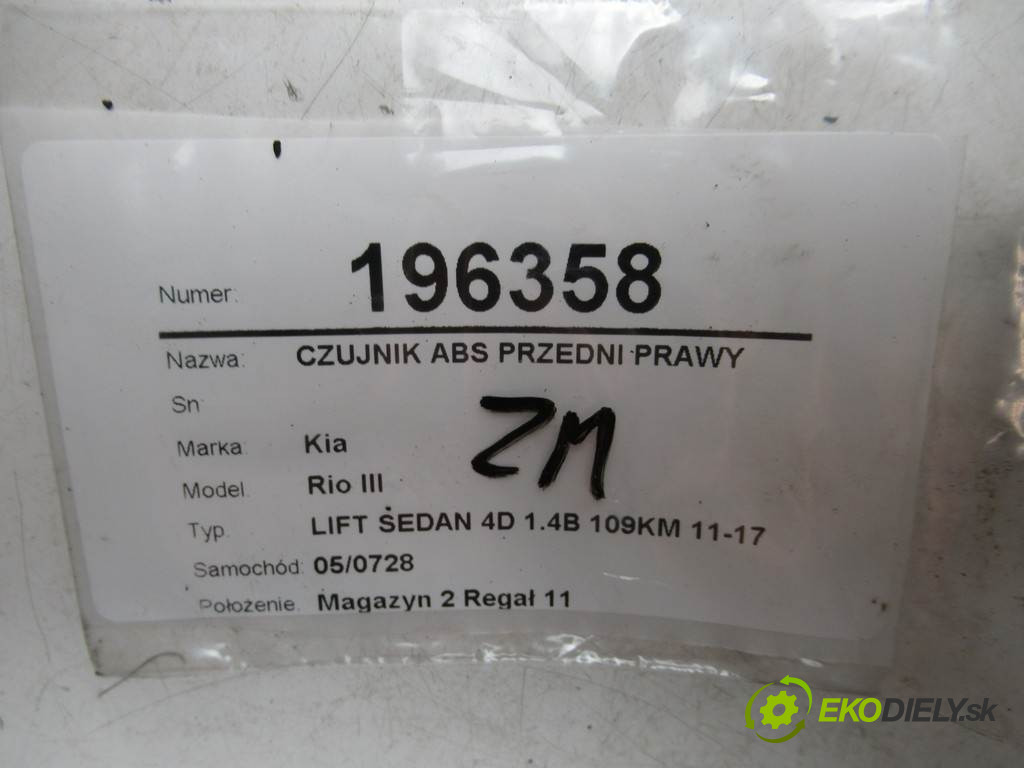 Numer: 196358
Nazwa: CZUJNIK ABS PRZEDNI PRAWY
Sn
ZM
Marka: Kia
Model. Rio III
Typ. LIFT SEDAN 4D 1.4B 109KM 11-17
Samochód: 05/0728
Położenie. Magazyn 2 Regał 11
EKODIELY.sk